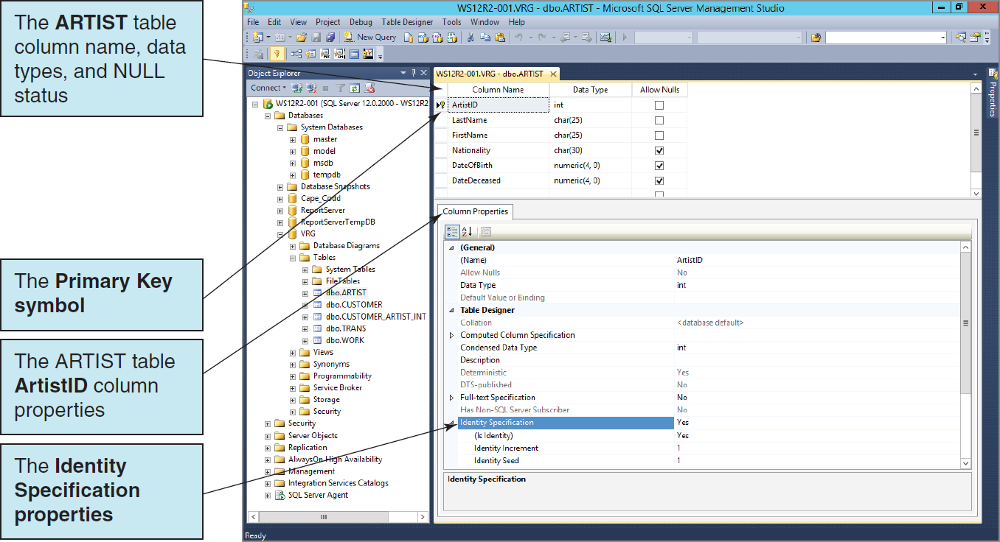 The ARTIST table
column name, data
types, and NULL
status
The Primary Key
symbol
The ARTIST table
ArtistID column
properties
The Identity
Specification
properties
WS12R2-001.VRG - dbo.ARTIST - Microsoft SQL Server Management Studio
File Edit View Project Debug Table Designer Tools Window Help
New Query
Object Explorer
Connect
WS12R2-001 (SQL Server 12.0.2000 - WS12R2
Databases
System Databases
master
model
msdb
tempdb
Database Snapshots
Cape_Codd
ReportServer
ReportServerTempDB
VRG
Database Diagrams
Tables
System Tables
FileTables
dbo.ARTIST
dbo.CUSTOMER
dbo.CUSTOMER_ARTIST_INT
dbo.TRANS
dbo.WORK
Views
Synonyms
Programmability
Service Broker
Storage
Security
Security
Server Objects
Replication
AlwaysOn High Availability
Management
Integration Services Catalogs
SQL Server Agent
WS12R2-001.VRG - dbo.ARTIST
Column Name Data Type Allow Nulls
ArtistID int
LastName char(25)
FirstName char(25)
Nationality char(30)
DateOfBirth numeric(4, 0)
DateDeceased numeric(4, 0)
Column Properties
(General)
(Name) ArtistID
Allow Nulls No
Data Type int
Default Value or Binding
Table Designer
Collation <database default>
Computed Column Specification
Condensed Data Type int
Description
Deterministic Yes
DTS-published No
Full-text Specification No
Has Non-SQL Server Subscriber No
Identity Specification Yes
(Is Identity) Yes
Identity Increment 1
Identity Seed 1
Identity Specification
Properties
Ready